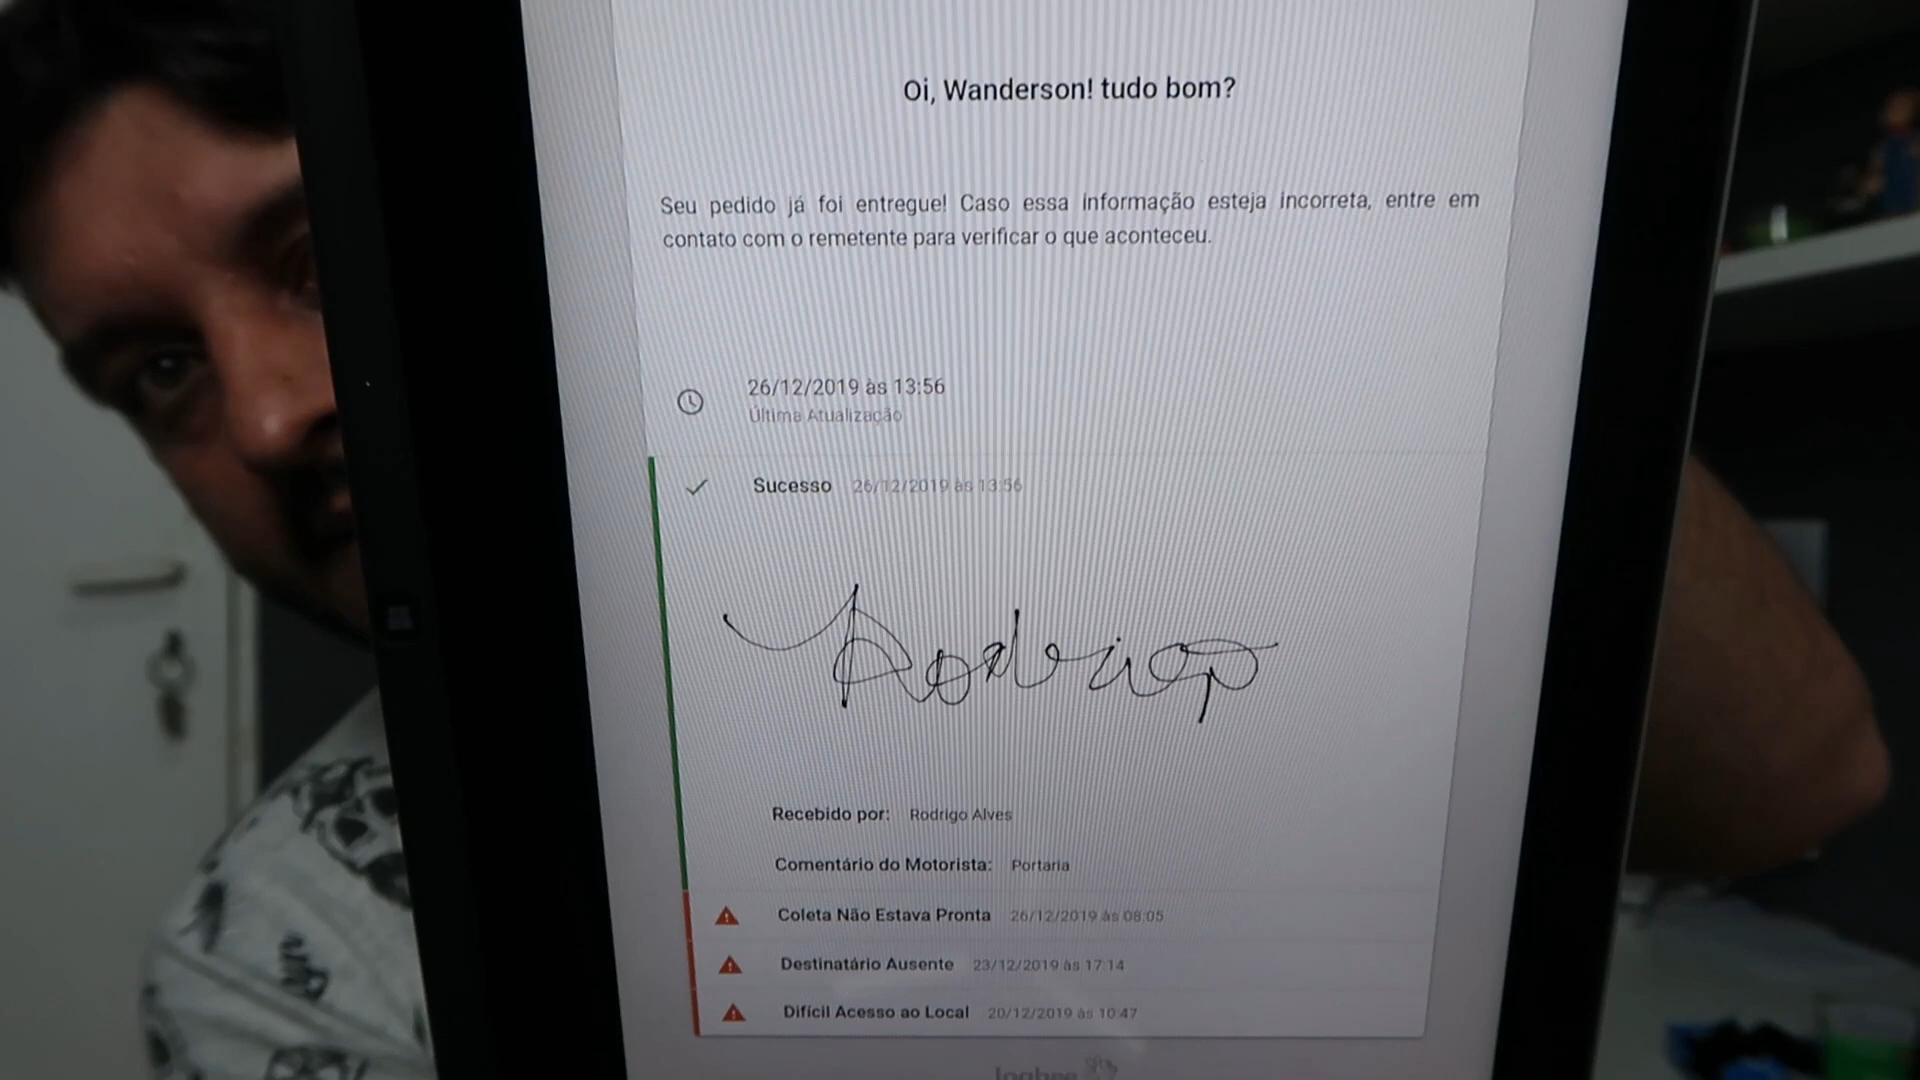 Oi, Wanderson! tudo bom?
Seu pedido já foi entregue! Caso essa informação esteja incorreta, entre em
contato com o remetente para verificar o que aconteceu.
26/12/2019 às 13:56
Última Atualização
Sucesso 26/12/2019 às 13:56
Rodrigo
Recebido por: Rodrigo Alves
Comentário do Motorista: Portaria
Coleta Não Estava Pronta 26/12/2019 às 08:05
Destinatário Ausente 23/12/2019 às 17:14
Difícil Acesso ao Local 20/12/2019 às 10:47